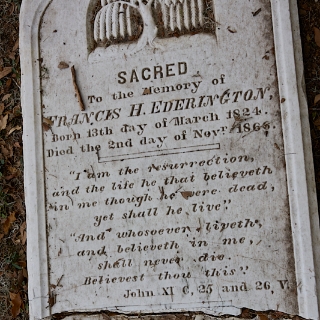 SACRED
To the Memory of
FRANCIS H. EDERINGTON,
Born 13th day of March 1824.
Died the 2nd day of Novr. 1865.
"I am the resurrection,
and the life he that believeth
in me though he were dead,
yet shall he live,"
"And whosoever, liveth,
and believeth in me,
shall never die.
Believest thou this"
John XI C, 25 and 26, V.